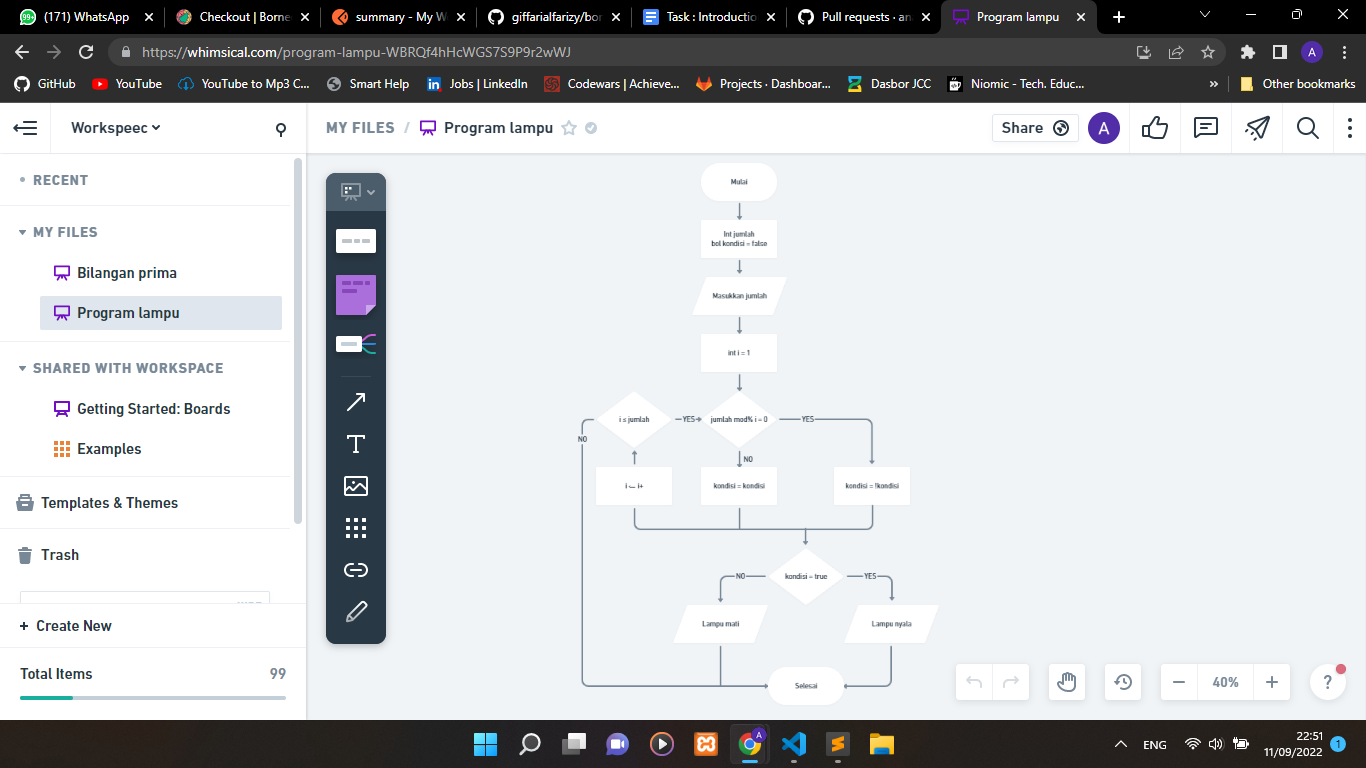 (171) WhatsApp
Checkout | Borne
summary - My W
giffarialfarizy/bor
Task : Introductio
Pull requests · an
Program lampu
https://whimsical.com/program-lampu-WBRQf4hHcWGS7S9P9r2wWJ
A
GitHub
YouTube
YouTube to Mp3 C...
Smart Help
Jobs | LinkedIn
Codewars | Achieve...
Projects · Dashboar...
Dasbor JCC
Niomic - Tech. Educ...
»
Other bookmarks
Workspeec
MY FILES / Program lampu
Share
A
RECENT
MY FILES
Bilangan prima
Program lampu
SHARED WITH WORKSPACE
Getting Started: Boards
Examples
Templates & Themes
Trash
+ Create New
Total Items 99
T
Mulai
Int jumlah
bol kondisi = false
Masukkan jumlah
int i = 1
i ≤ jumlah
YES
jumlah mod% i = 0
YES
NO
NO
kondisi = kondisi
kondisi = !kondisi
kondisi = true
NO
YES
Lampu mati
Lampu nyala
Selesai
40%
?
A
ENG
22:51
11/09/2022
1